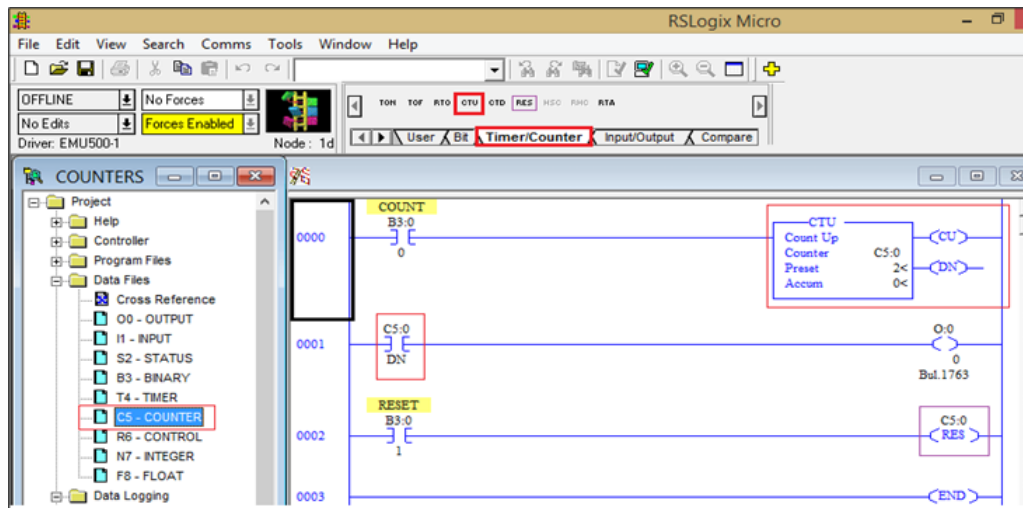 RSLogix Micro
File Edit View Search Comms Tools Window Help
OFFLINE No Forces
No Edits Forces Enabled
Driver: EMU500-1 Node : 1d
TON TOF RTO CTU CTD RES HSC RHC RTA
User Bit Timer/Counter Input/Output Compare
COUNTERS
Project
Help
Controller
Program Files
Data Files
Cross Reference
O0 - OUTPUT
I1 - INPUT
S2 - STATUS
B3 - BINARY
T4 - TIMER
C5 - COUNTER
R6 - CONTROL
N7 - INTEGER
F8 - FLOAT
Data Logging
0000
COUNT
B3:0
0
CTU
Count Up
Counter C5:0
Preset 2<
Accum 0<
CU
DN
0001
C5:0
DN
O:0
0
Bul.1763
0002
RESET
B3:0
1
C5:0
RES
0003
END